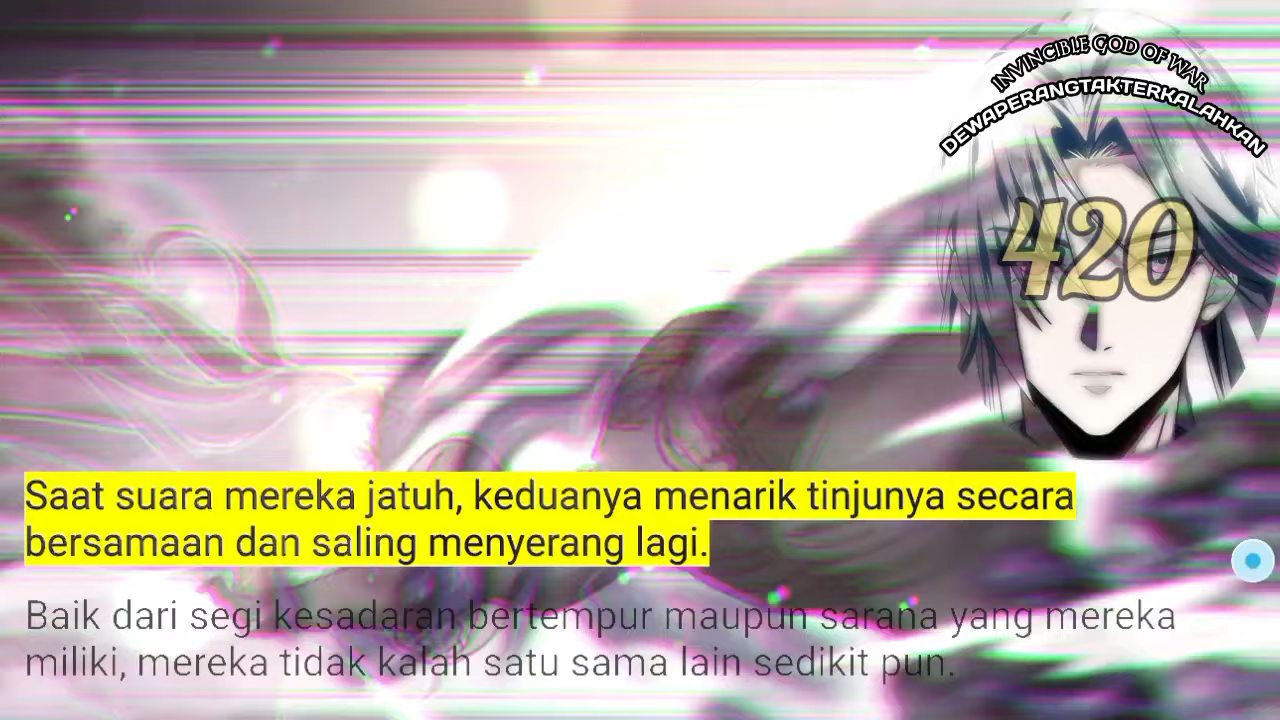 INVINCIBLE GOD OF WAR
DEWAPERANGTAKTERKALAHKAN
420
Saat suara mereka jatuh, keduanya menarik tinjunya secara
bersamaan dan saling menyerang lagi.
Baik dari segi kesadaran bertempur maupun sarana yang mereka
miliki, mereka tidak kalah satu sama lain sedikit pun.